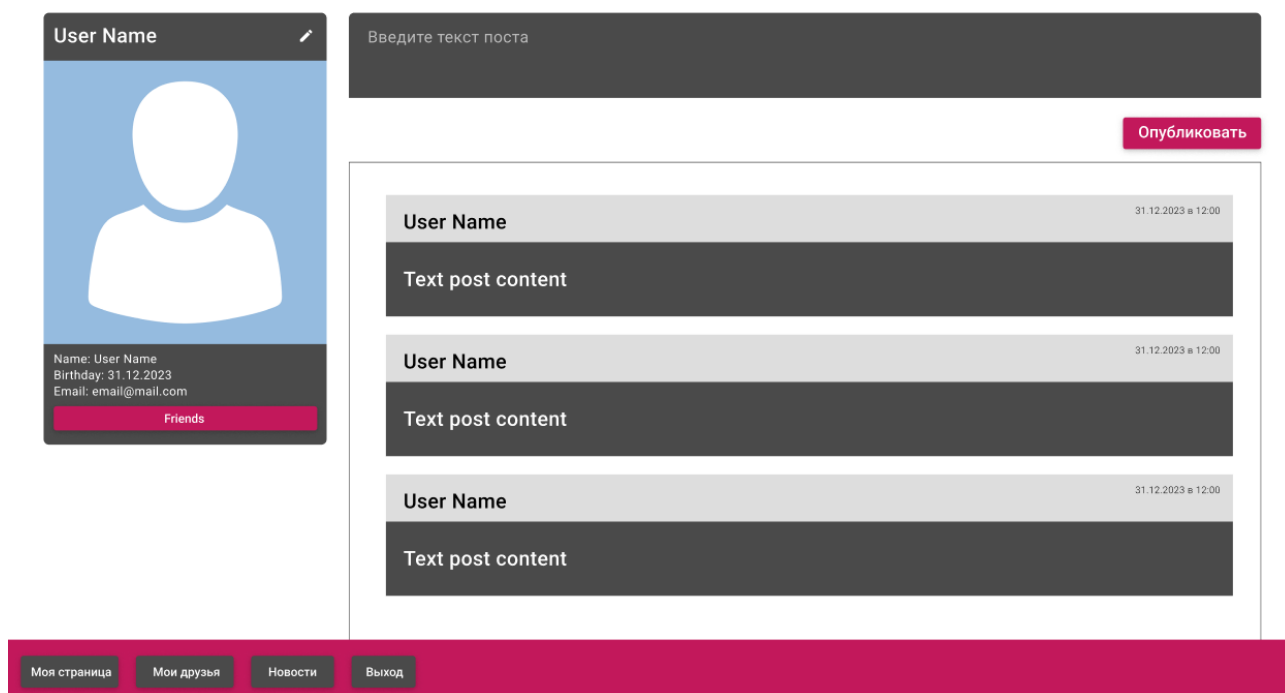 User Name
Name: User Name
Birthday: 31.12.2023
Email: email@mail.com
Friends
Введите текст поста
Опубликовать
User Name
31.12.2023 в 12:00
Text post content
User Name
31.12.2023 в 12:00
Text post content
User Name
31.12.2023 в 12:00
Text post content
Моя страница
Мои друзья
Новости
Выход